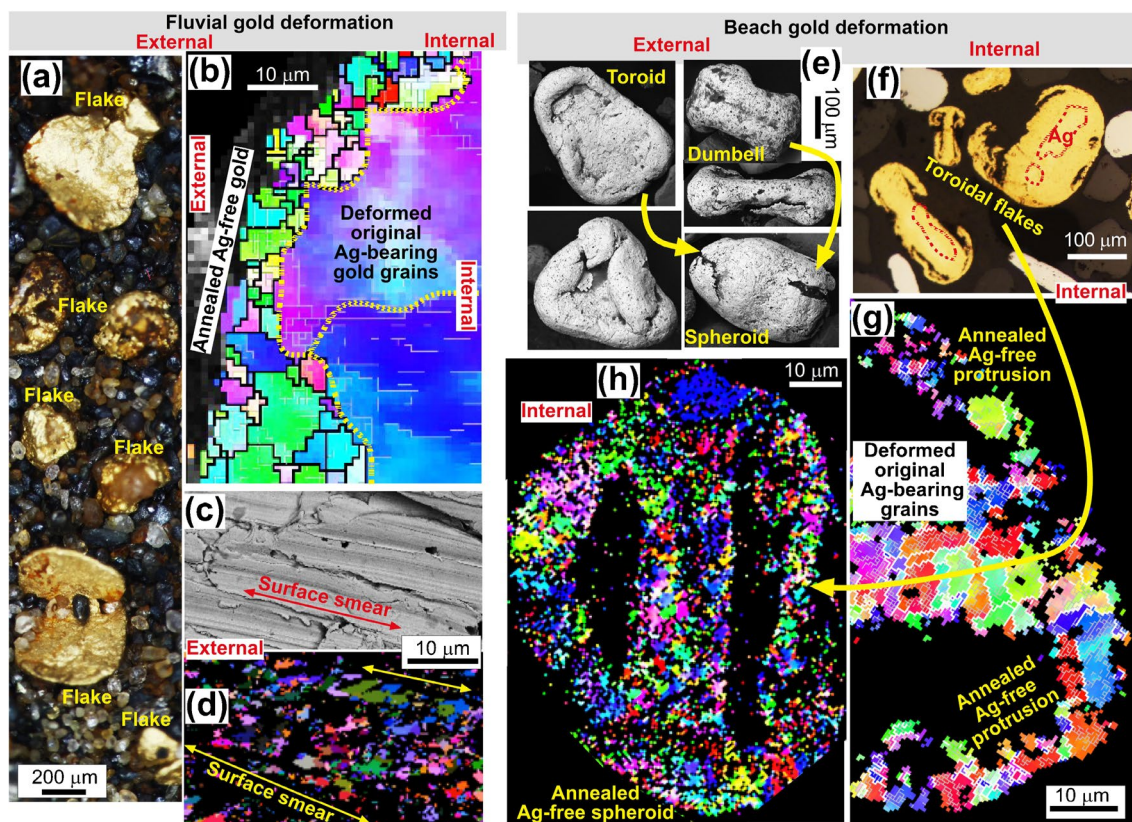 Fluvial gold deformation
External
Internal
Beach gold deformation
External
Internal
(a)
Flake
Flake
Flake
Flake
Flake
Flake
200 µm
(b)
10 µm
External
Annealed Ag-free gold
Deformed
original
Ag-bearing
gold grains
Internal
(c)
Surface smear
10 µm
External
(d)
Surface smear
(e)
Toroid
Dumbell
100 µm
Spheroid
(f)
Ag
Toroidal flakes
100 µm
Internal
(g)
Annealed
Ag-free
protrusion
Deformed
original
Ag-bearing
grains
Annealed
Ag-free
protrusion
10 µm
(h)
10 µm
Internal
Annealed
Ag-free spheroid